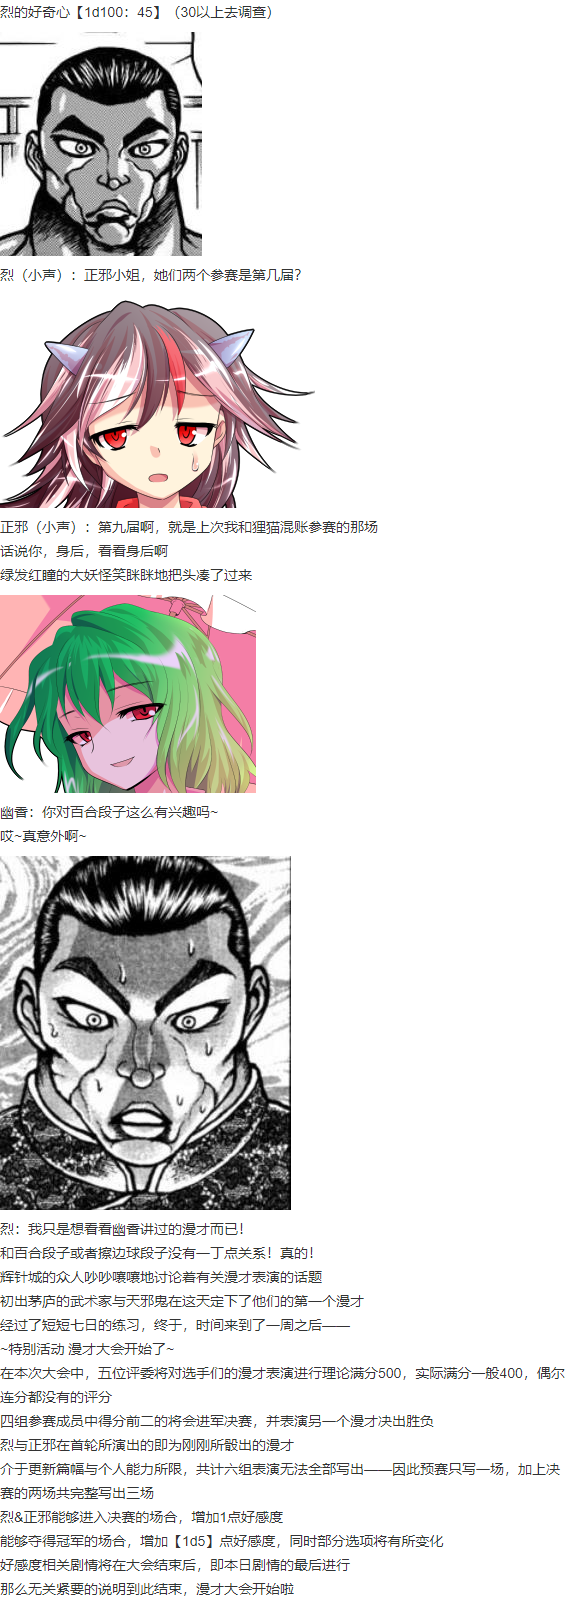 烈的好奇心【1d100：45】（30以上去调查）
烈（小声）：正邪小姐，她们两个参赛是第几届？
正邪（小声）：第九届啊，就是上次我和狸猫混账参赛的那场
话说你，身后，看看身后啊
绿发红瞳的大妖怪笑眯眯地把头凑了过来
幽香：你对百合段子这么有兴趣吗~
哎~真意外啊~
烈：我只是想看看幽香讲过的漫才而已！
和百合段子或者擦边球段子没有一丁点关系！真的！
辉针城的众人吵吵嚷嚷地讨论着有关漫才表演的话题
初出茅庐的武术家与天邪鬼在这天定下了他们的第一个漫才
经过了短短七日的练习，终于，时间来到了一周之后——
~特别活动 漫才大会开始了~
在本次大会中，五位评委将对选手们的漫才表演进行理论满分500，实际满分一般400，偶尔
连分都没有的评分
四组参赛成员中得分前二的将会进军决赛，并表演另一个漫才决出胜负
烈与正邪在首轮所演出的即为刚刚所骰出的漫才
介于更新篇幅与个人能力所限，共计六组表演无法全部写出——因此预赛只写一场，加上决
赛的两场共完整写出三场
烈&正邪能够进入决赛的场合，增加1点好感度
能够夺得冠军的场合，增加【1d5】点好感度，同时部分选项将有所变化
好感度相关剧情将在大会结束后，即本日剧情的最后进行
那么无关紧要的说明到此结束，漫才大会开始啦